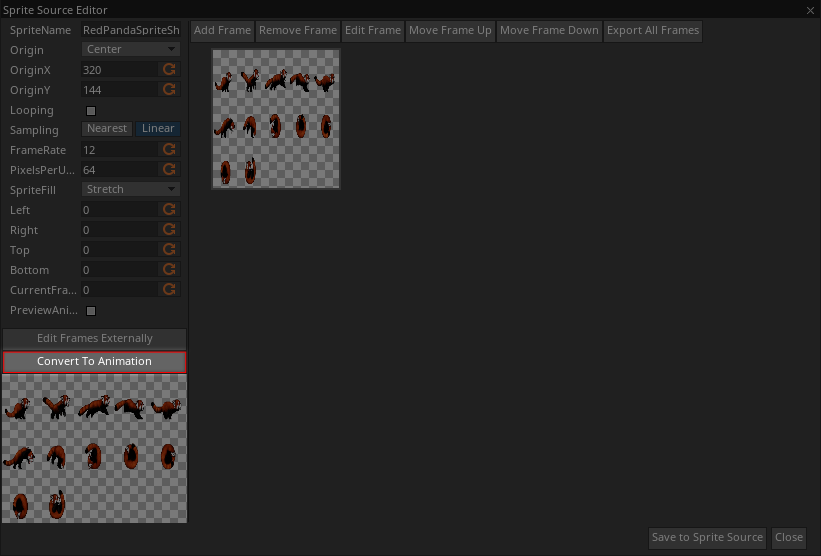 Sprite Source Editor
SpriteName RedPandaSpriteSh
Add Frame Remove Frame Edit Frame Move Frame Up Move Frame Down Export All Frames
Origin Center
OriginX 320
OriginY 144
Looping
Sampling Nearest Linear
FrameRate 12
PixelsPerU... 64
SpriteFill Stretch
Left 0
Right 0
Top 0
Bottom 0
CurrentFra... 0
PreviewAni...
Edit Frames Externally
Convert To Animation
Save to Sprite Source Close